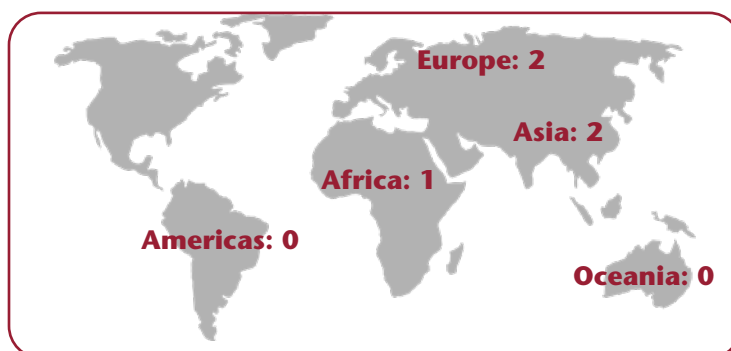 Europe: 2
Asia: 2
Africa: 1
Americas: 0
Oceania: 0